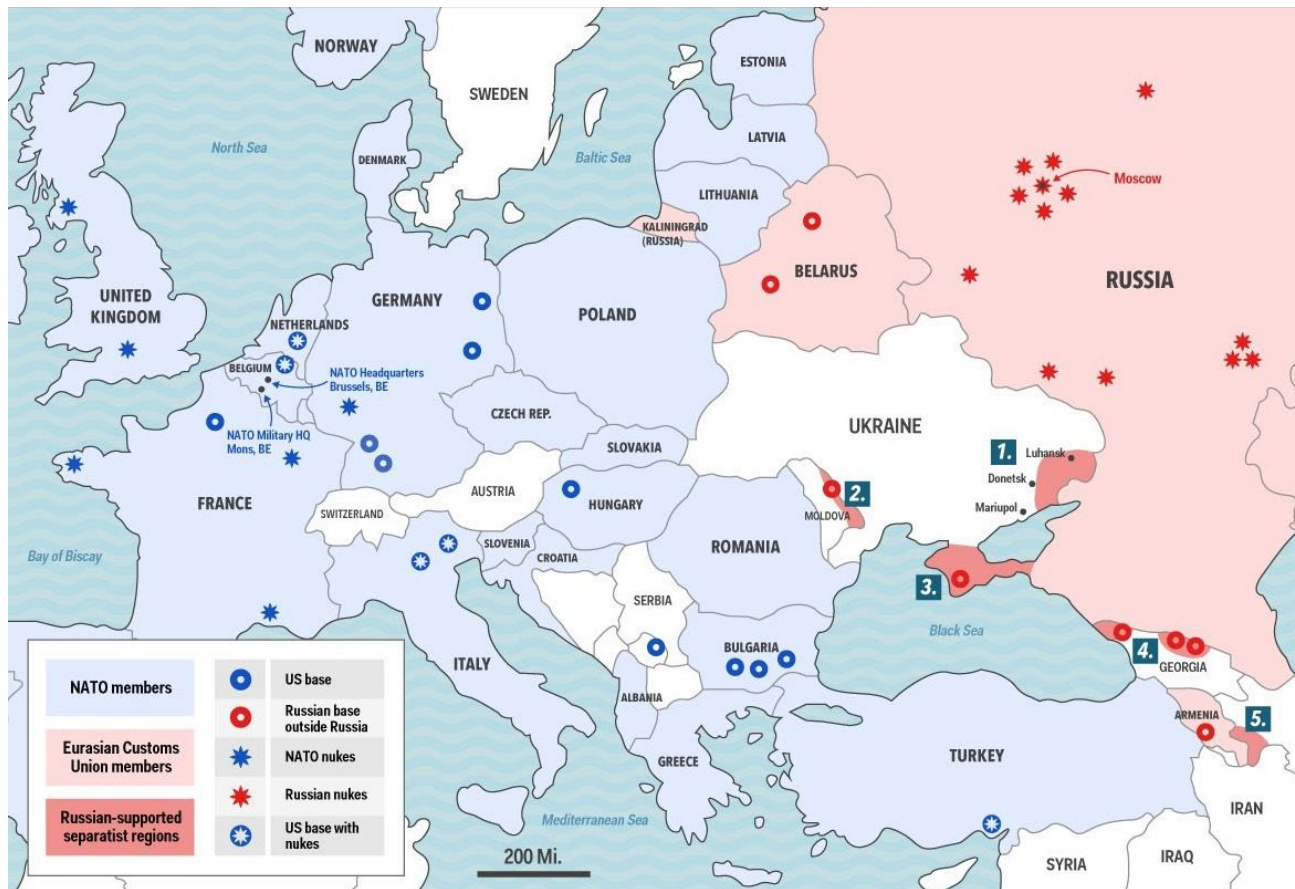 NORWAY
SWEDEN
ESTONIA
North Sea
Baltic Sea
DENMARK
LATVIA
LITHUANIA
Moscow
KALININGRAD
(RUSSIA)
BELARUS
RUSSIA
UNITED
KINGDOM
GERMANY
NETHERLANDS
POLAND
BELGIUM
NATO Headquarters
Brussels, BE
NATO Military HQ
Mons, BE
CZECH REP.
SLOVAKIA
UKRAINE
1.
Luhansk
Donetsk
Mariupol
2.
MOLDOVA
AUSTRIA
HUNGARY
FRANCE
SWITZERLAND
Bay of Biscay
SLOVENIA
CROATIA
ROMANIA
SERBIA
3.
Black Sea
ITALY
BULGARIA
4.
GEORGIA
ALBANIA
ARMENIA
5.
GREECE
TURKEY
IRAN
Mediterranean Sea
SYRIA
IRAQ
200 Mi.
NATO members
Eurasian Customs
Union members
Russian-supported
separatist regions
US base
Russian base
outside Russia
NATO nukes
Russian nukes
US base with
nukes